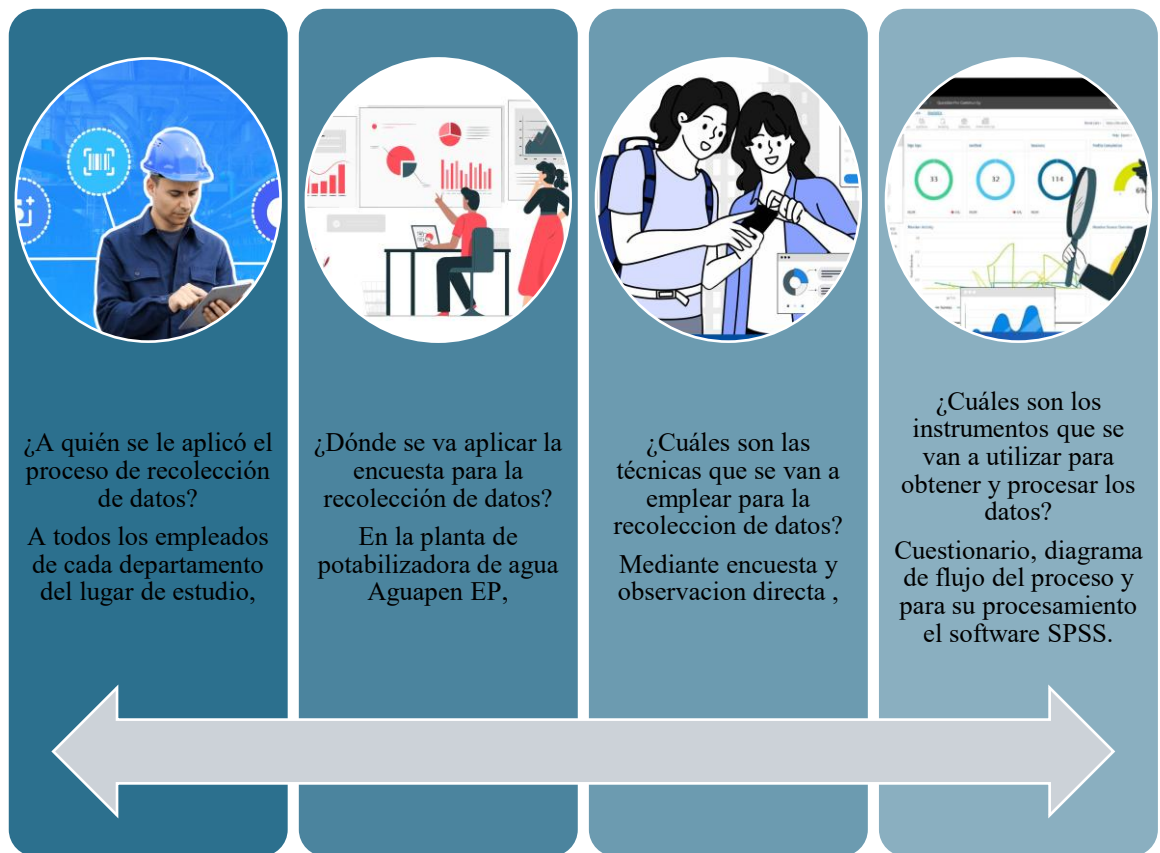 ¿A quién se le aplicó el
proceso de recolección
de datos?
A todos los empleados
de cada departamento
del lugar de estudio,
¿Dónde se va aplicar la
encuesta para la
recolección de datos?
En la planta de
potabilizadora de agua
Aguapen EP,
¿Cuáles son las
técnicas que se van a
emplear para la
recoleccion de datos?
Mediante encuesta y
observacion directa ,
¿Cuáles son los
instrumentos que se
van a utilizar para
obtener y procesar los
datos?
Cuestionario, diagrama
de flujo del proceso y
para su procesamiento
el software SPSS.
33
32
114